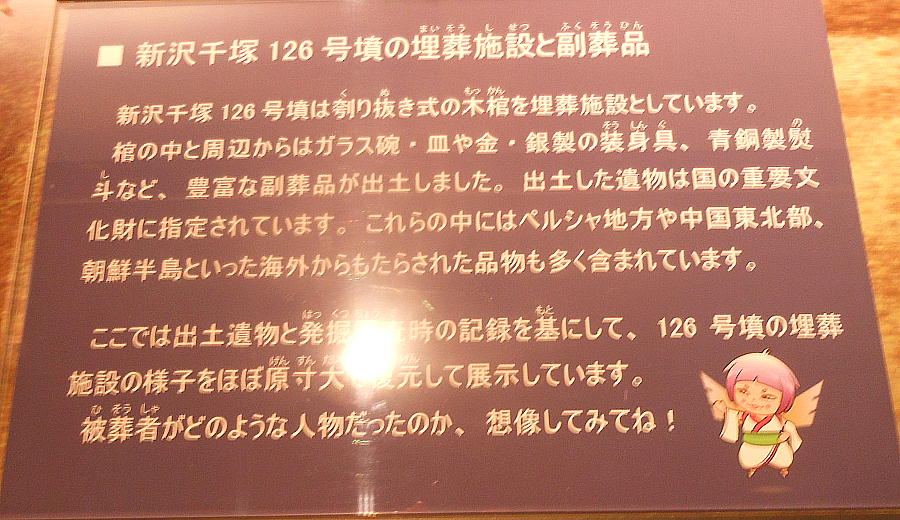 ■ 新沢千塚 126 号墳の埋葬施設と副葬品
新沢千塚 126 号墳は刳り抜き式の木棺を埋葬施設としています。
棺の中と周辺からはガラス碗・皿や金・銀製の装身具、青銅製熨
斗など、豊富な副葬品が出土しました。出土した遺物は国の重要文
化財に指定されています。これらの中にはペルシャ地方や中国東北部、
朝鮮半島といった海外からもたらされた品物も多く含まれています。
ここでは出土遺物と発掘 時の記録を基にして、126 号墳の埋葬
施設の様子をほぼ原寸大で復元して展示しています。
被葬者がどのような人物だったのか、想像してみてね！